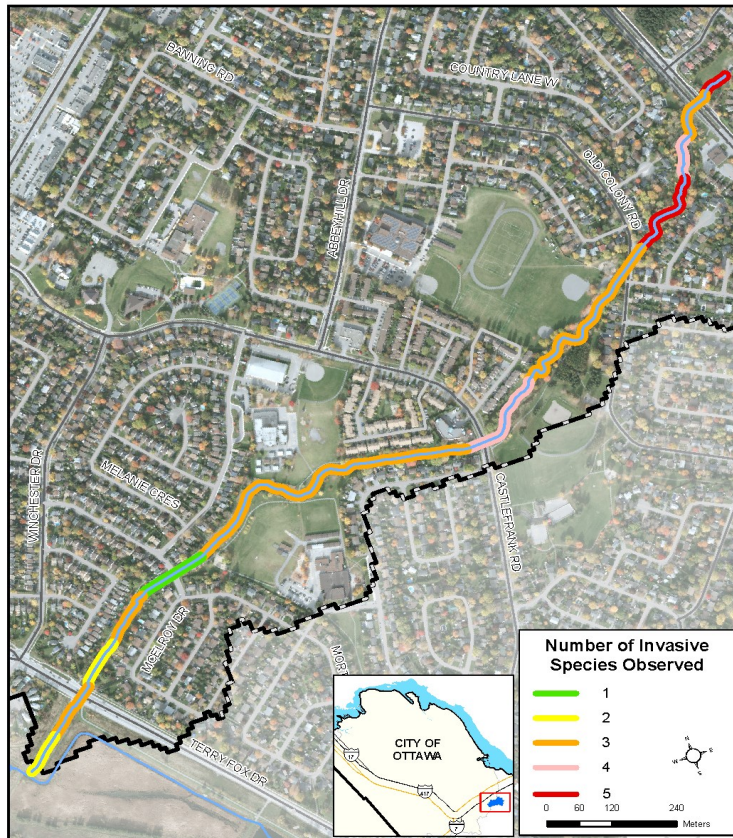 BANNING RD
COUNTRY LANE W
OLD COLONY RD
ABBEYHILL DR
WINCHESTER DR
MELANIE CRES
CASTLEFRANK RD
MCELROY DR
MORT
TERRY FOX DR
Number of Invasive
Species Observed
1
2
3
4
5
N
E
S
W
0 60 120 240
Meters
CITY OF
OTTAWA
17
417
7